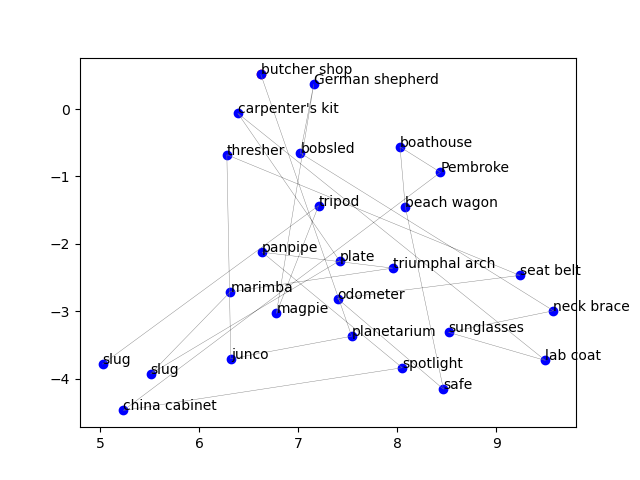 butcher shop
German shepherd
carpenter's kit
thresher
bobsled
boathouse
Pembroke
tripod
beach wagon
panpipe
plate
triumphal arch
seat belt
marimba
odometer
magpie
neck brace
planetarium
sunglasses
slug
slug
junco
spotlight
lab coat
safe
china cabinet
0
−1
−2
−3
−4
5 6 7 8 9